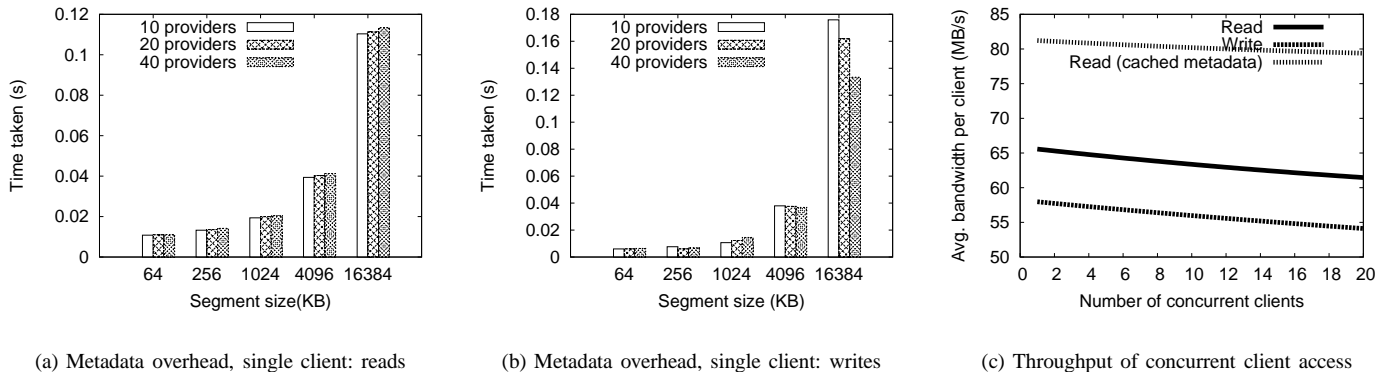 0.12
0.1
0.08
0.06
0.04
0.02
0
Time taken (s)
10 providers
20 providers
40 providers
64 256 1024 4096 16384
Segment size(KB)
(a) Metadata overhead, single client: reads
0.18
0.16
0.14
0.12
0.1
0.08
0.06
0.04
0.02
0
Time taken (s)
10 providers
20 providers
40 providers
64 256 1024 4096 16384
Segment size (KB)
(b) Metadata overhead, single client: writes
85
80
75
70
65
60
55
50
Avg. bandwidth per client (MB/s)
Read
Write
Read (cached metadata)
0 2 4 6 8 10 12 14 16 18 20
Number of concurrent clients
(c) Throughput of concurrent client access